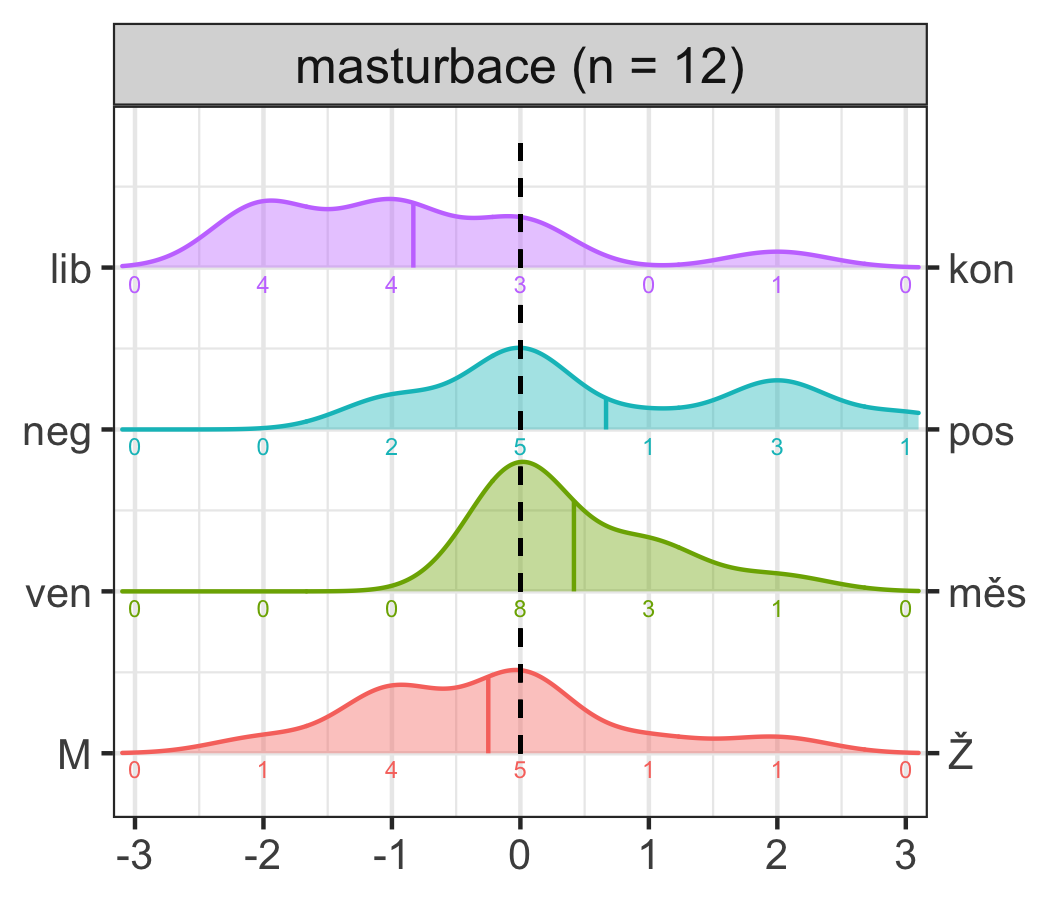 masturbace (n = 12)
lib kon
0 4 4 3 0 1 0
neg pos
0 0 2 5 1 3 1
ven měs
0 0 0 8 3 1 0
M Ž
0 1 4 5 1 1 0
-3 -2 -1 0 1 2 3